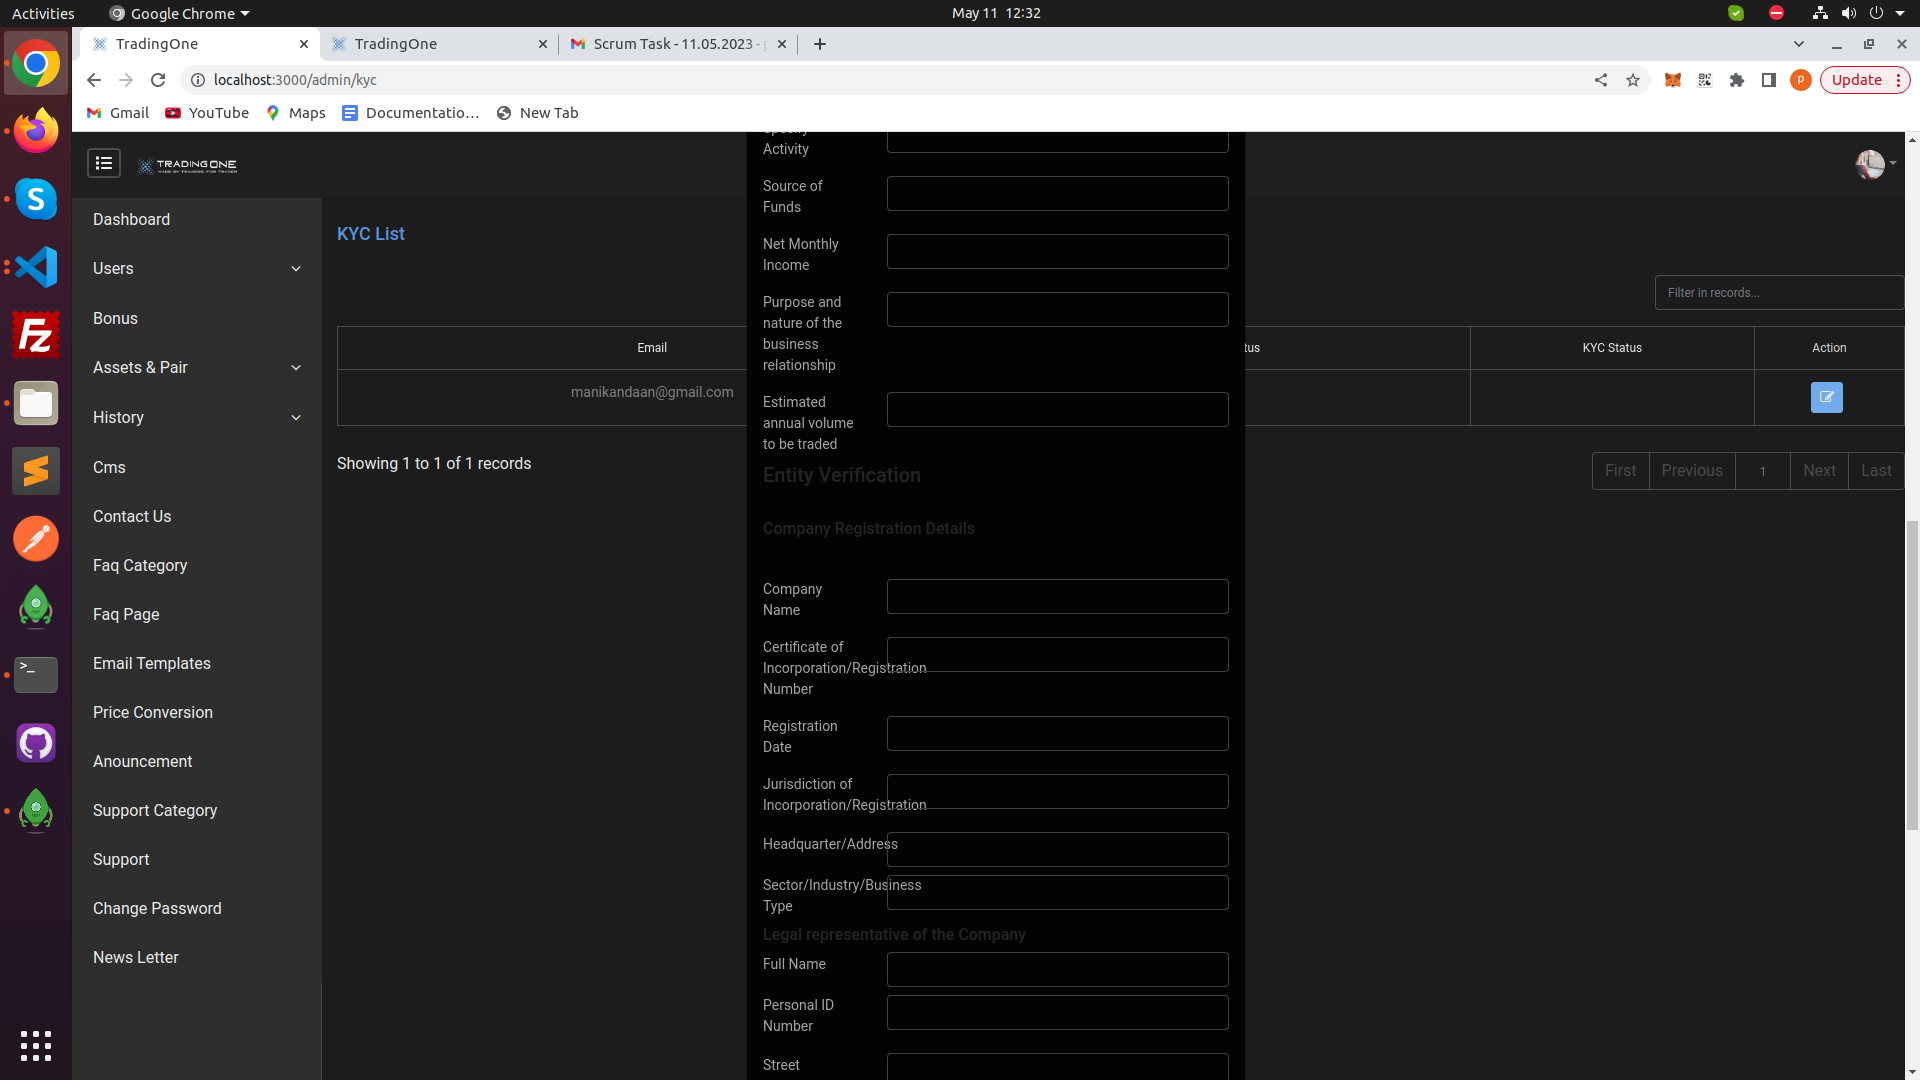 Activities
Google Chrome
May 11 12:32
TradingOne
TradingOne
Scrum Task - 11.05.2023 -
localhost:3000/admin/kyc
Update
Gmail
YouTube
Maps
Documentatio...
New Tab
TRADING ONE
MADE BY TRADERS, FOR TRADER
Dashboard
Users
Bonus
Assets & Pair
History
Cms
Contact Us
Faq Category
Faq Page
Email Templates
Price Conversion
Anouncement
Support Category
Support
Change Password
News Letter
KYC List
Filter in records...
Email
tus
KYC Status
Action
manikandaan@gmail.com
Showing 1 to 1 of 1 records
First
Previous
1
Next
Last
Specify
Activity
Source of
Funds
Net Monthly
Income
Purpose and
nature of the
business
relationship
Estimated
annual volume
to be traded
Entity Verification
Company Registration Details
Company
Name
Certificate of
Incorporation/Registration
Number
Registration
Date
Jurisdiction of
Incorporation/Registration
Headquarter/Address
Sector/Industry/Business
Type
Legal representative of the Company
Full Name
Personal ID
Number
Street